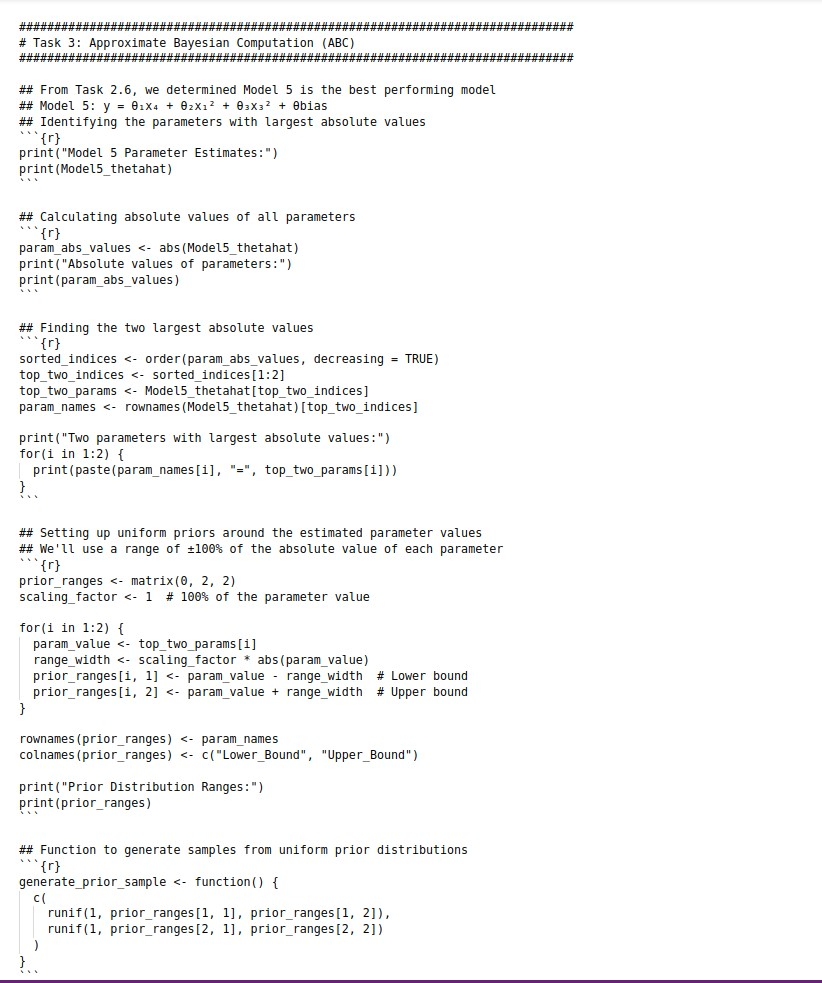 ###############################################################################
# Task 3: Approximate Bayesian Computation (ABC)
###############################################################################
## From Task 2.6, we determined Model 5 is the best performing model
## Model 5: y = θ₁x₄ + θ₂x₁² + θ₃x₃² + θbias
## Identifying the parameters with largest absolute values
```{r}
print("Model 5 Parameter Estimates:")
print(Model5_thetahat)
```
## Calculating absolute values of all parameters
```{r}
param_abs_values <- abs(Model5_thetahat)
print("Absolute values of parameters:")
print(param_abs_values)
```
## Finding the two largest absolute values
```{r}
sorted_indices <- order(param_abs_values, decreasing = TRUE)
top_two_indices <- sorted_indices[1:2]
top_two_params <- Model5_thetahat[top_two_indices]
param_names <- rownames(Model5_thetahat)[top_two_indices]
print("Two parameters with largest absolute values:")
for(i in 1:2) {
  print(paste(param_names[i], "=", top_two_params[i]))
}
```
## Setting up uniform priors around the estimated parameter values
## We'll use a range of ±100% of the absolute value of each parameter
```{r}
prior_ranges <- matrix(0, 2, 2)
scaling_factor <- 1  # 100% of the parameter value
for(i in 1:2) {
  param_value <- top_two_params[i]
  range_width <- scaling_factor * abs(param_value)
  prior_ranges[i, 1] <- param_value - range_width  # Lower bound
  prior_ranges[i, 2] <- param_value + range_width  # Upper bound
}
rownames(prior_ranges) <- param_names
colnames(prior_ranges) <- c("Lower_Bound", "Upper_Bound")
print("Prior Distribution Ranges:")
print(prior_ranges)
```
## Function to generate samples from uniform prior distributions
```{r}
generate_prior_sample <- function() {
  c(
    runif(1, prior_ranges[1, 1], prior_ranges[1, 2]),
    runif(1, prior_ranges[2, 1], prior_ranges[2, 2])
  )
}
```